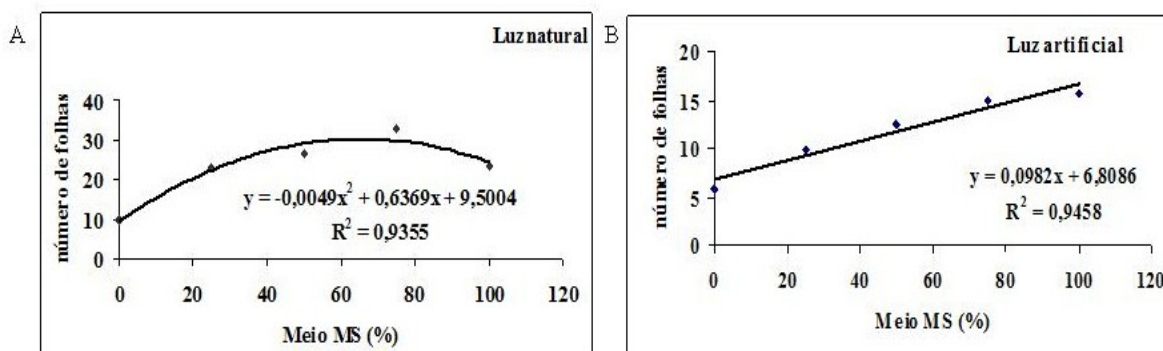 A
Luz natural
número de folhas
40
30
20
10
0
y = -0,0049x² + 0,6369x + 9,5004
R² = 0,9355
0 20 40 60 80 100 120
Meio MS (%)
B
Luz artificial
número de folhas
20
15
10
5
0
y = 0,0982x + 6,8086
R² = 0,9458
0 20 40 60 80 100 120
Meio MS (%)